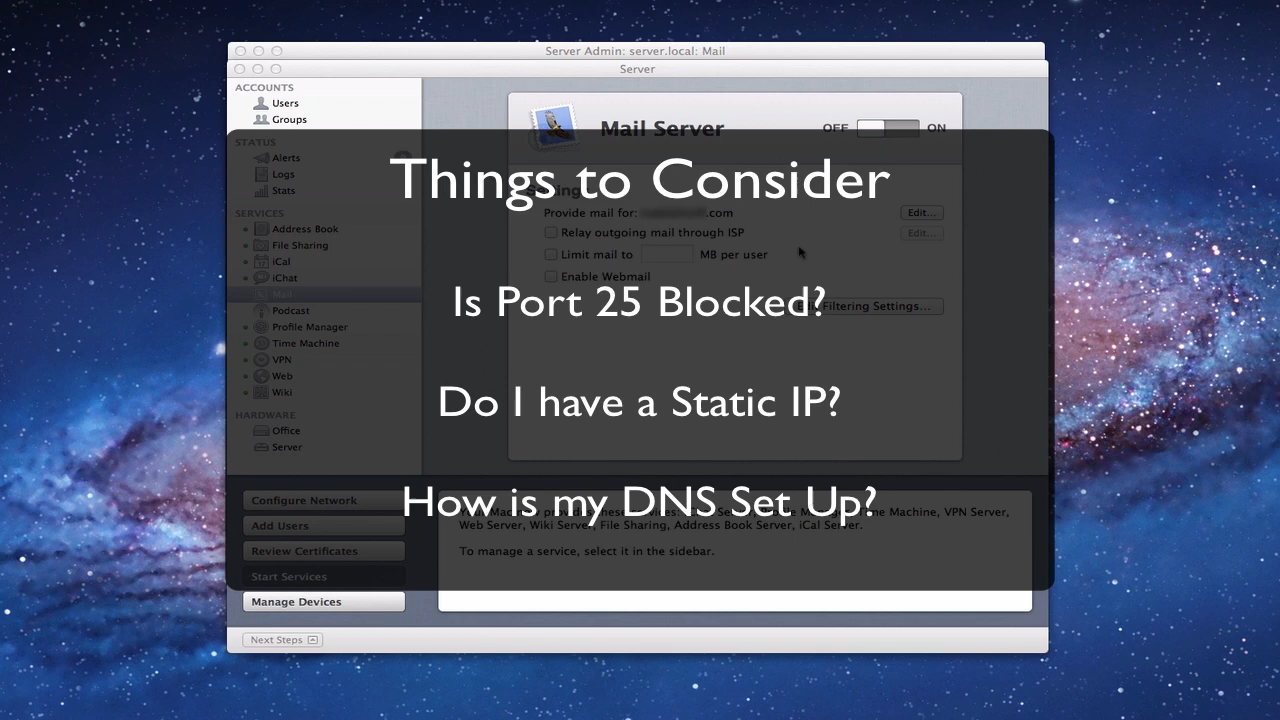 Server Admin: server.local: Mail
Server
ACCOUNTS
Users
Groups
STATUS
Alerts
Logs
Stats
SERVICES
Address Book
File Sharing
iCal
iChat
Mail
Podcast
Profile Manager
Time Machine
VPN
Web
Wiki
HARDWARE
Office
Server
Mail Server
OFF ON
Things to Consider
Provide mail for: .com Edit...
Relay outgoing mail through ISP Edit...
Limit mail to MB per user
Enable Webmail
Is Port 25 Blocked?
Filtering Settings...
Do I have a Static IP?
How is my DNS Set Up?
Configure Network
Add Users
Review Certificates
Start Services
Manage Devices
Time Machine, VPN Server,
Web Server, Wiki Server, File Sharing, Address Book Server, iCal Server.
To manage a service, select it in the sidebar.
Next Steps